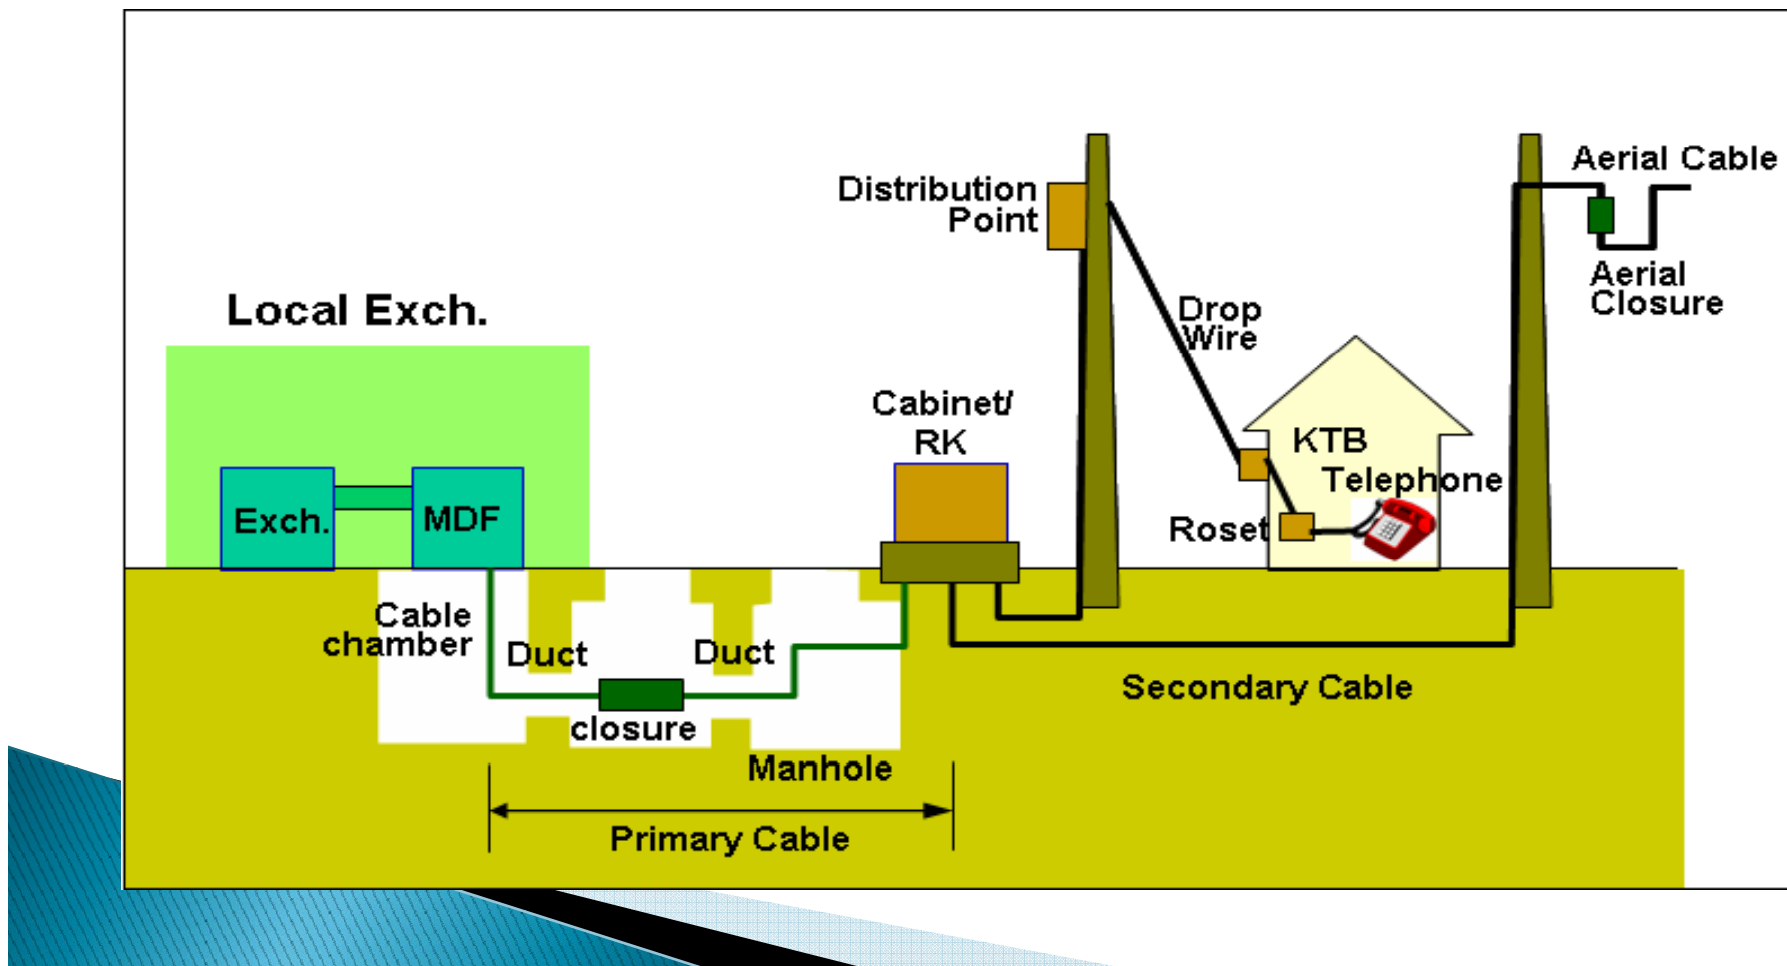 Aerial Cable
Distribution
Point
Aerial
Closure
Local Exch.
Drop
Wire
Cabinet/
RK
KTB
Telephone
Exch.
MDF
Roset
Cable
chamber
Duct
Duct
Secondary Cable
closure
Manhole
Primary Cable